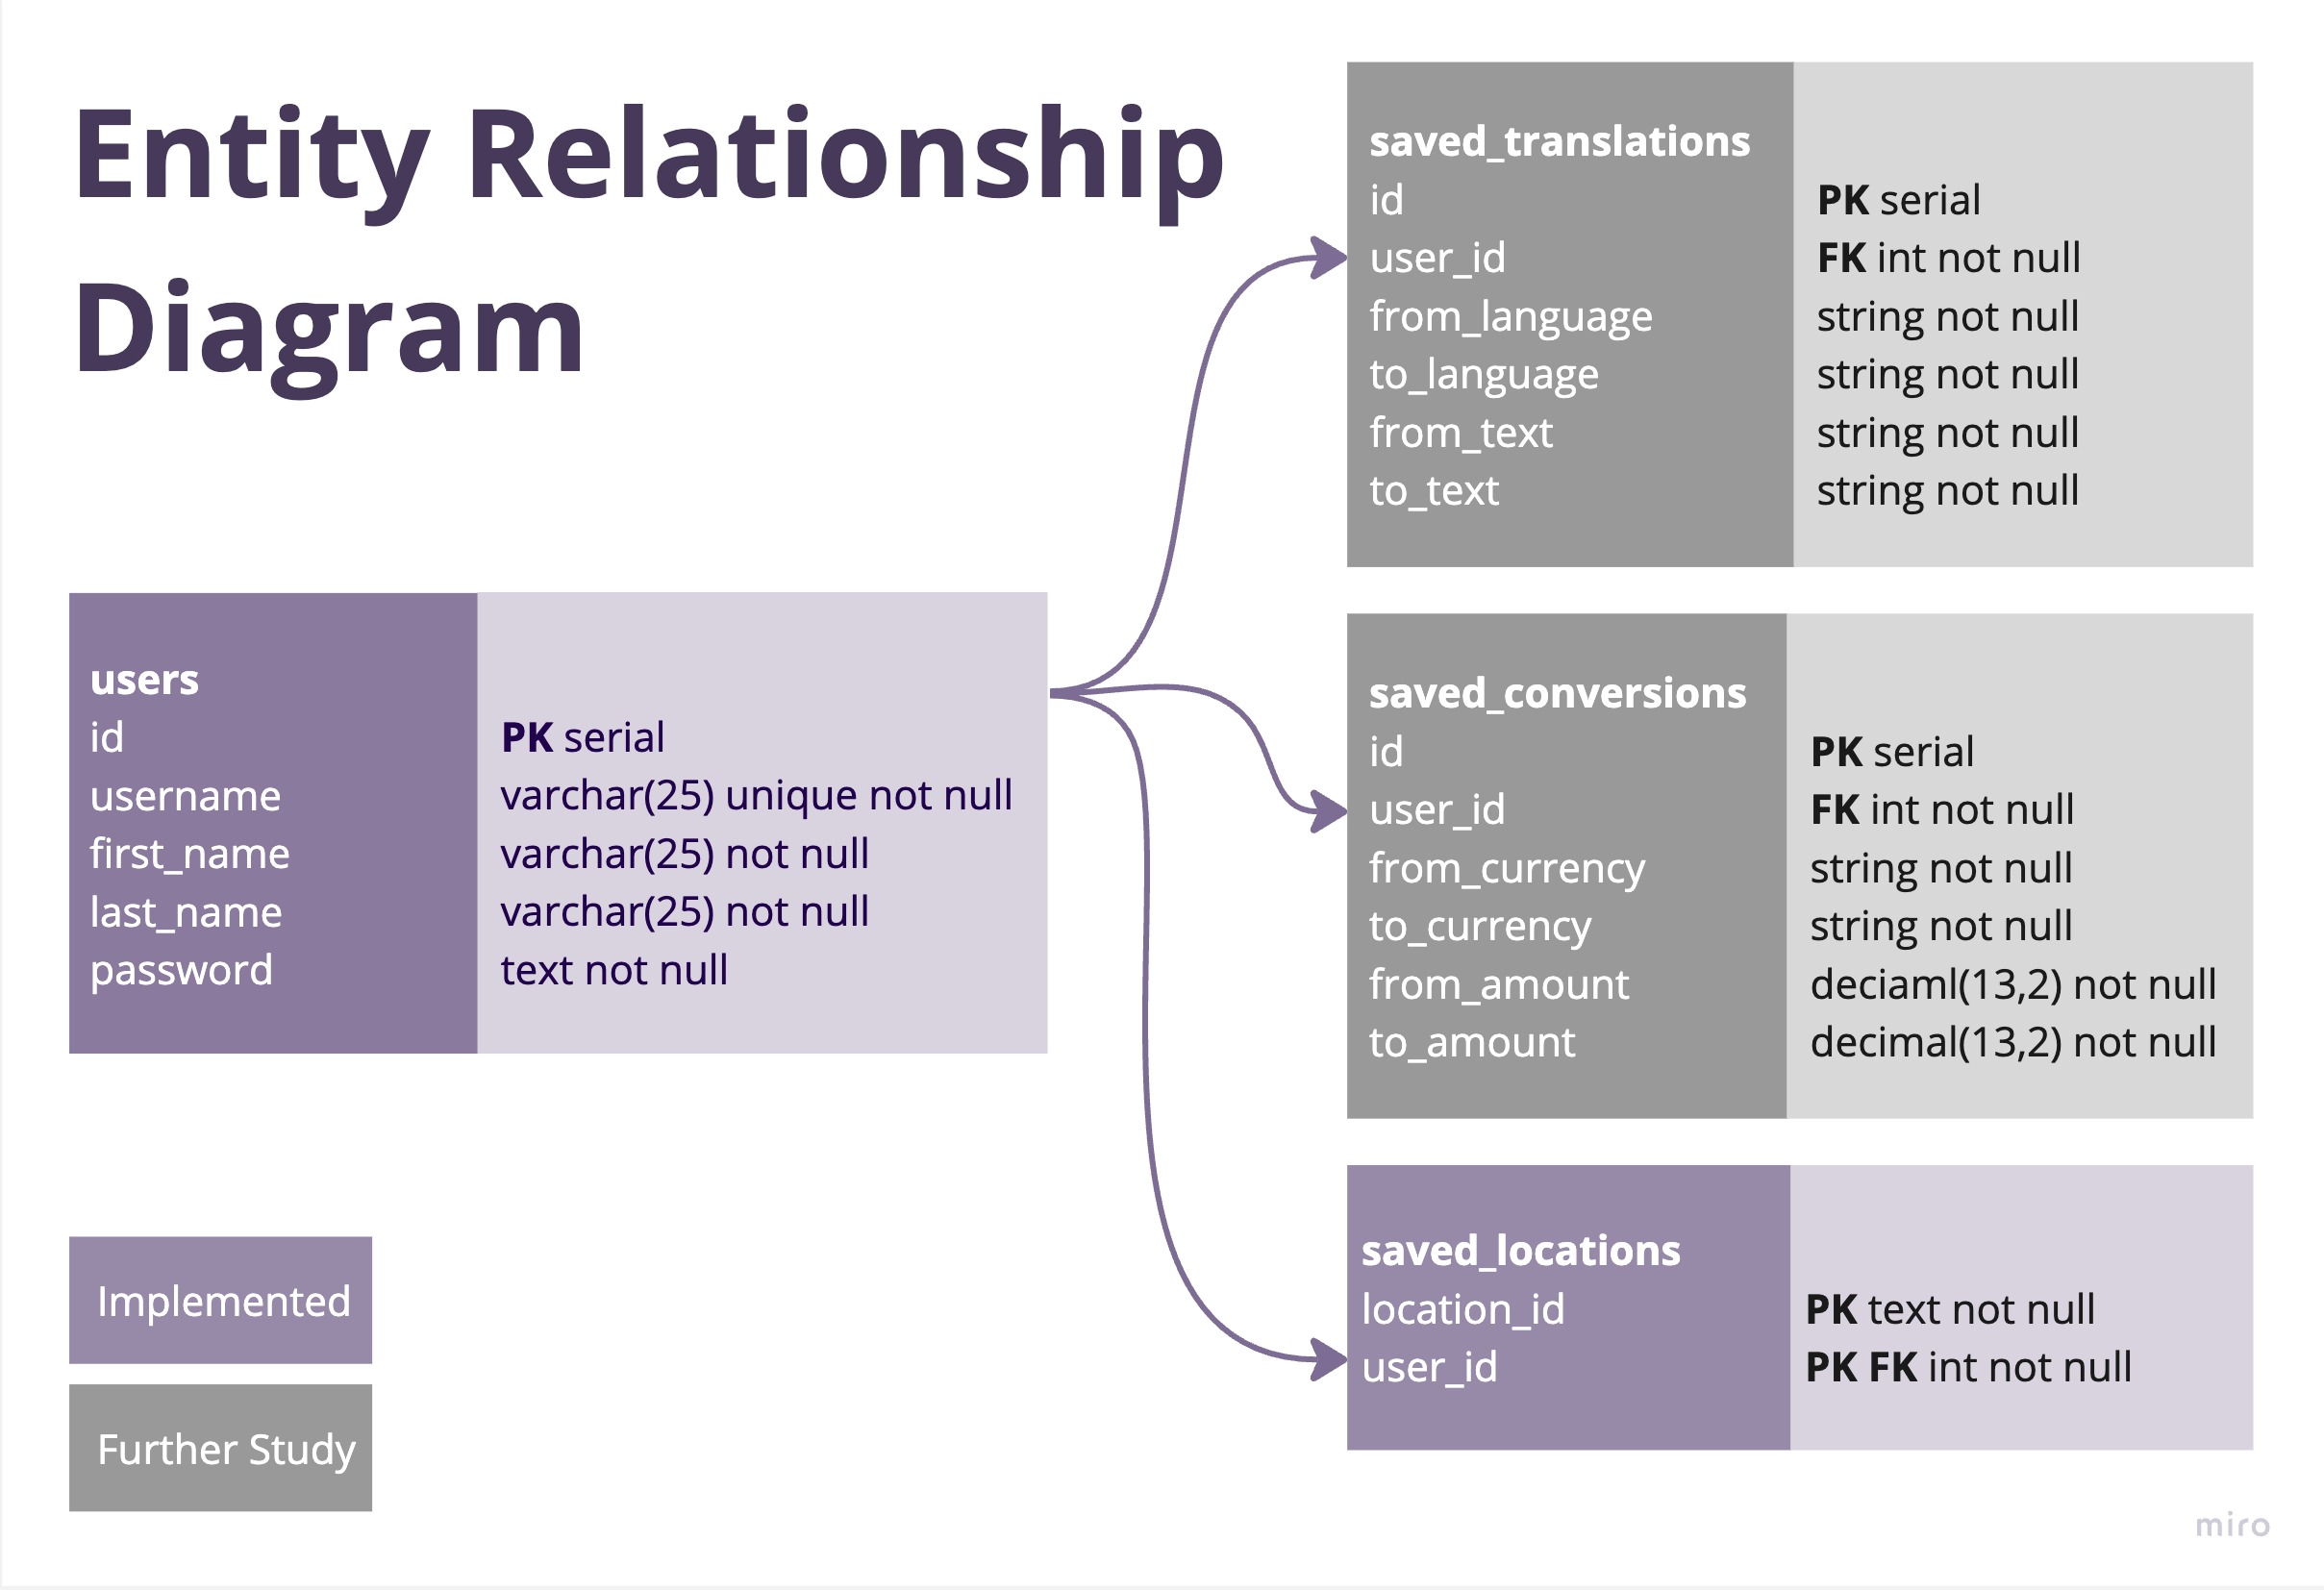 Entity Relationship
Diagram
users
id PK serial
username varchar(25) unique not null
first_name varchar(25) not null
last_name varchar(25) not null
password text not null
saved_translations
id PK serial
user_id FK int not null
from_language string not null
to_language string not null
from_text string not null
to_text string not null
saved_conversions
id PK serial
user_id FK int not null
from_currency string not null
to_currency string not null
from_amount deciaml(13,2) not null
to_amount decimal(13,2) not null
saved_locations
location_id PK text not null
user_id PK FK int not null
Implemented
Further Study
miro